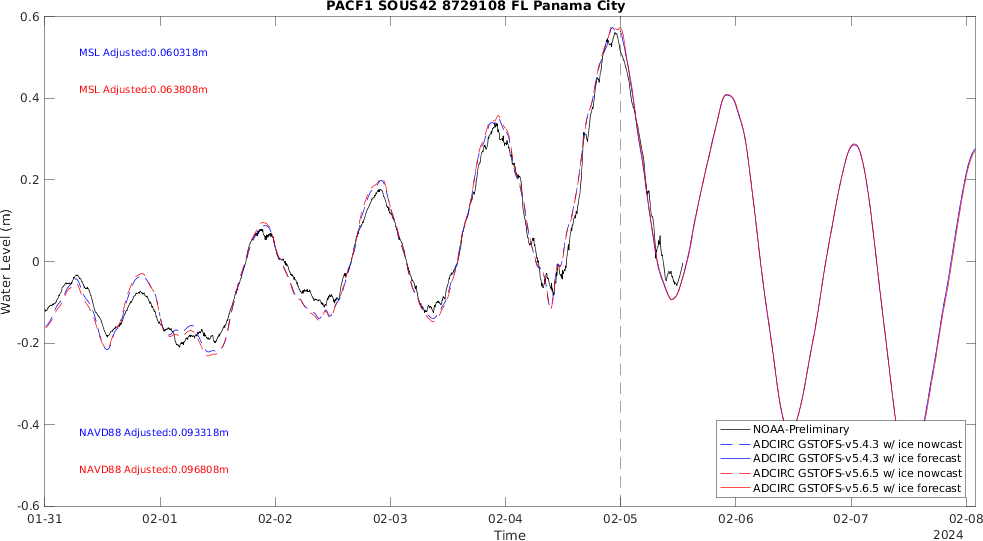 PACF1 SOUS42 8729108 FL Panama City
0.6
MSL Adjusted:0.060318m
MSL Adjusted:0.063808m
0.4
0.2
0
Water Level (m)
-0.2
-0.4
NAVD88 Adjusted:0.093318m
NAVD88 Adjusted:0.096808m
-0.6
NOAA-Preliminary
ADCIRC GSTOFS-v5.4.3 w/ ice nowcast
ADCIRC GSTOFS-v5.4.3 w/ ice forecast
ADCIRC GSTOFS-v5.6.5 w/ ice nowcast
ADCIRC GSTOFS-v5.6.5 w/ ice forecast
01-31 02-01 02-02 02-03 02-04 02-05 02-06 02-07 02-08
Time
2024